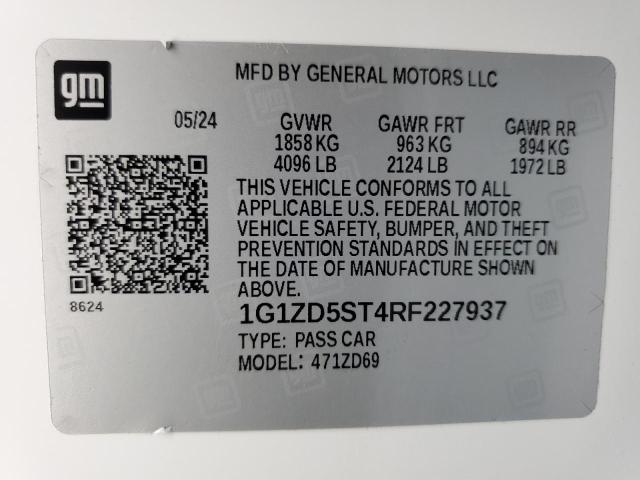 gm
MFD BY GENERAL MOTORS LLC
05/24 GVWR GAWR FRT GAWR RR
1858 KG 963 KG 894 KG
4096 LB 2124 LB 1972 LB
THIS VEHICLE CONFORMS TO ALL
APPLICABLE U.S. FEDERAL MOTOR
VEHICLE SAFETY, BUMPER, AND THEFT
PREVENTION STANDARDS IN EFFECT ON
THE DATE OF MANUFACTURE SHOWN
ABOVE.
8624
1G1ZD5ST4RF227937
TYPE: PASS CAR
MODEL: 471ZD69